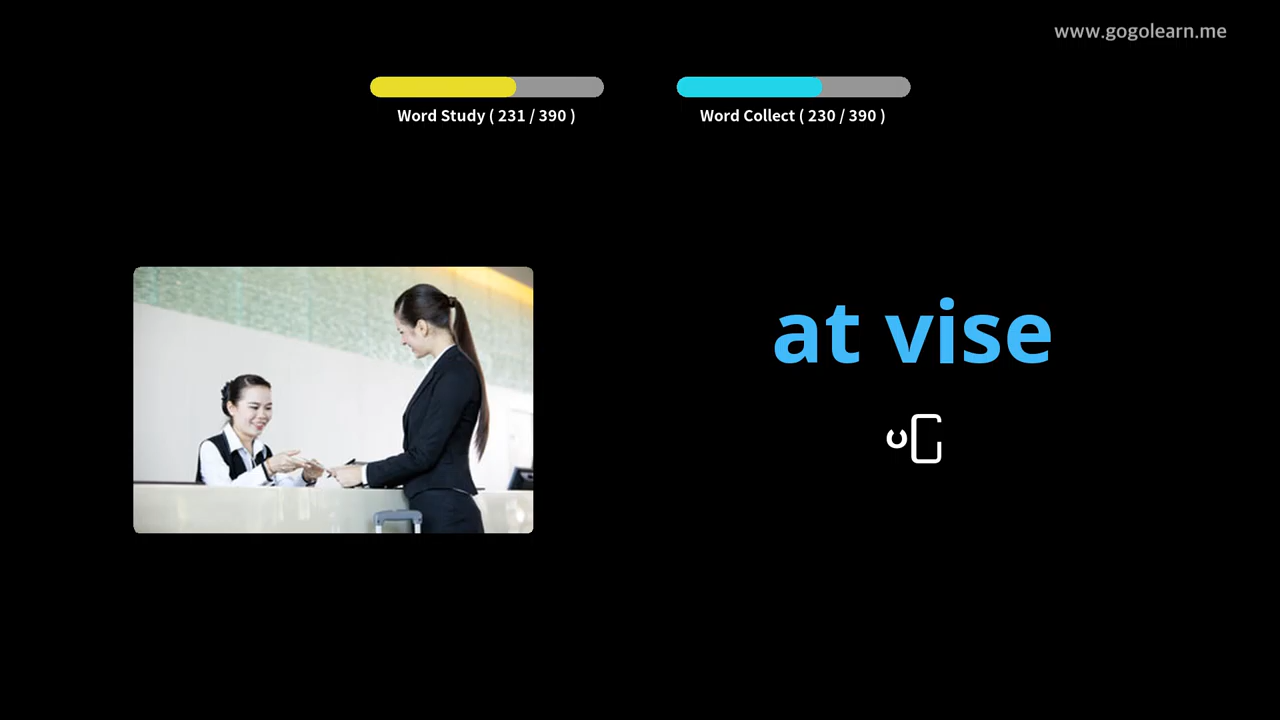 www.gogolearn.me
Word Study ( 231 / 390 )
Word Collect ( 230 / 390 )
at vise
ပြ